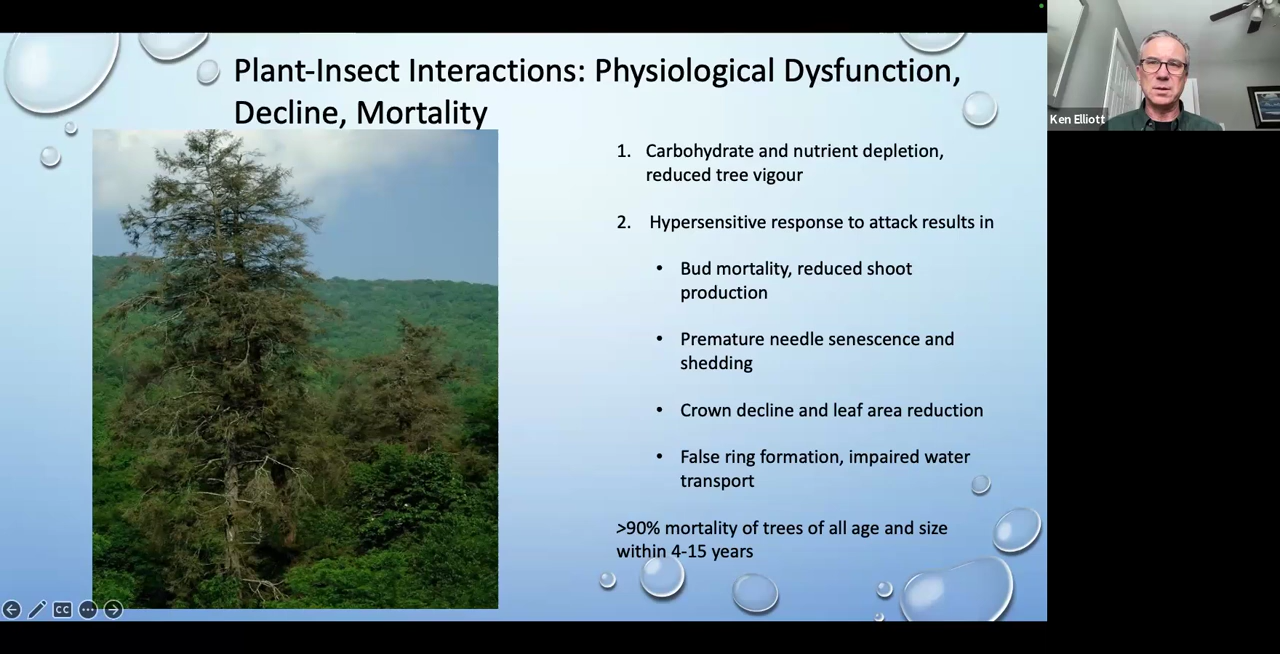 Plant-Insect Interactions: Physiological Dysfunction,
Decline, Mortality
1. Carbohydrate and nutrient depletion,
reduced tree vigour
2. Hypersensitive response to attack results in
• Bud mortality, reduced shoot
production
• Premature needle senescence and
shedding
• Crown decline and leaf area reduction
• False ring formation, impaired water
transport
>90% mortality of trees of all age and size
within 4-15 years
Ken Elliott
CC